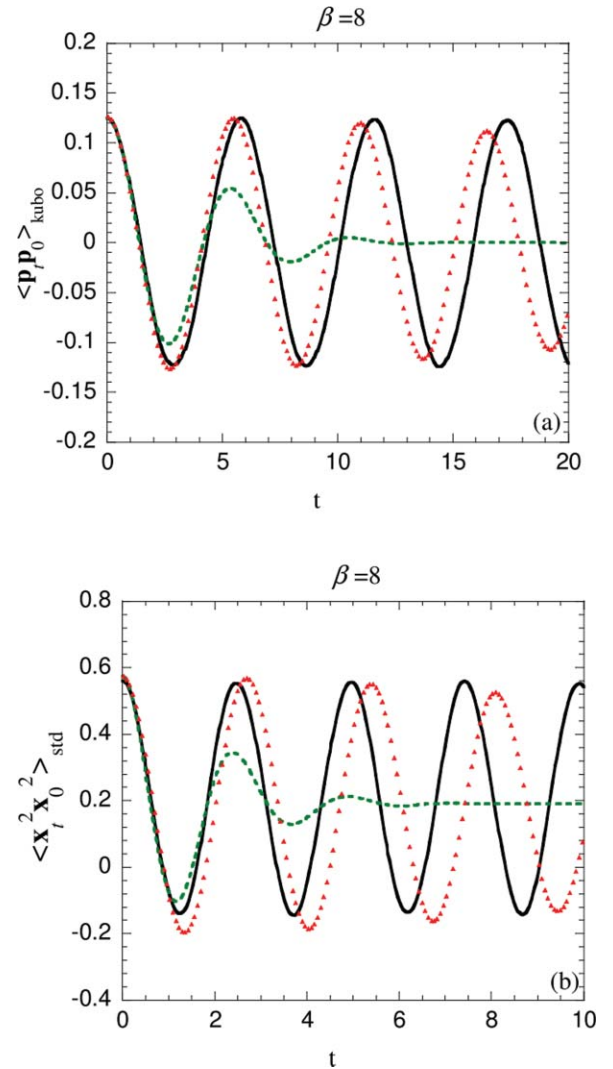 β=8
<p_t p_0>_kubo
0.2
0.15
0.1
0.05
0
-0.05
-0.1
-0.15
-0.2
0 5 10 15 20
(a)
t
β=8
<x_t^2 x_0^2>_std
0.8
0.6
0.4
0.2
0
-0.2
-0.4
0 2 4 6 8 10
(b)
t